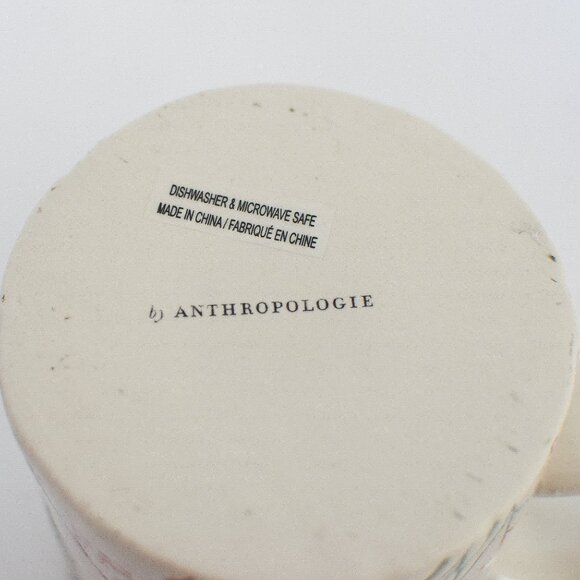 DISHWASHER & MICROWAVE SAFE
MADE IN CHINA / FABRIQUÉ EN CHINE
by ANTHROPOLOGIE